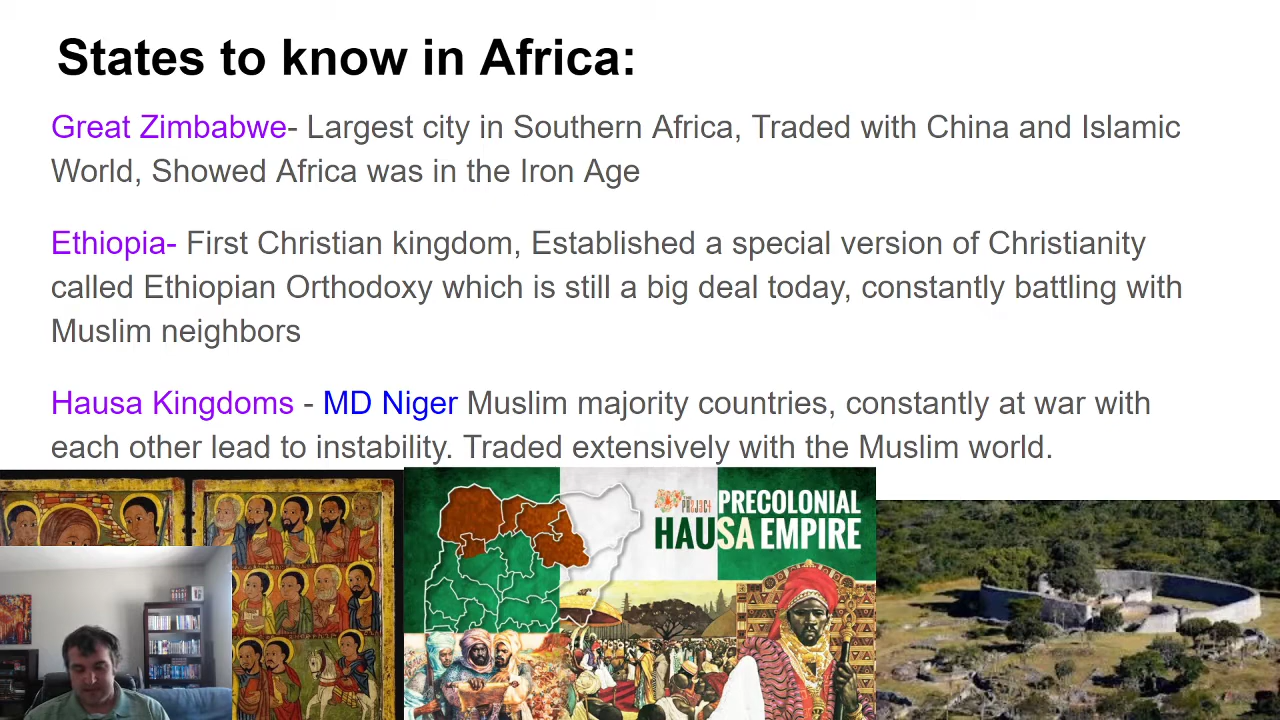 States to know in Africa:
Great Zimbabwe- Largest city in Southern Africa, Traded with China and Islamic
World, Showed Africa was in the Iron Age
Ethiopia- First Christian kingdom, Established a special version of Christianity
called Ethiopian Orthodoxy which is still a big deal today, constantly battling with
Muslim neighbors
Hausa Kingdoms - MD Niger Muslim majority countries, constantly at war with
each other lead to instability. Traded extensively with the Muslim world.
PRECOLONIAL
HAUSA EMPIRE